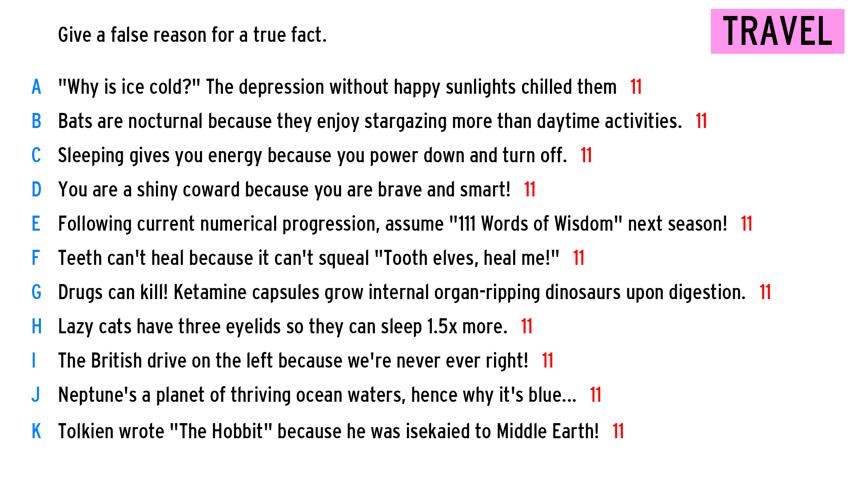 Give a false reason for a true fact.
TRAVEL
A "Why is ice cold?" The depression without happy sunlights chilled them 11
B Bats are nocturnal because they enjoy stargazing more than daytime activities. 11
C Sleeping gives you energy because you power down and turn off. 11
D You are a shiny coward because you are brave and smart! 11
E Following current numerical progression, assume "111 Words of Wisdom" next season! 11
F Teeth can't heal because it can't squeal "Tooth elves, heal me!" 11
G Drugs can kill! Ketamine capsules grow internal organ-ripping dinosaurs upon digestion. 11
H Lazy cats have three eyelids so they can sleep 1.5x more. 11
I The British drive on the left because we're never ever right! 11
J Neptune's a planet of thriving ocean waters, hence why it's blue... 11
K Tolkien wrote "The Hobbit" because he was isekaied to Middle Earth! 11